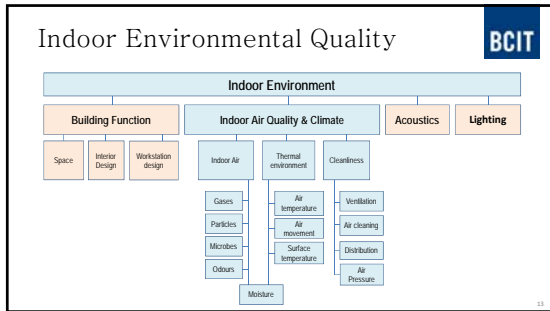 Indoor Environmental Quality
BCIT
Indoor Environment
Building Function
Indoor Air Quality & Climate
Acoustics
Lighting
Space
Interior
Design
Workstation
design
Indoor Air
Thermal
environment
Cleanliness
Gases
Particles
Microbes
Odours
Moisture
Air
temperature
Air
movement
Surface
temperature
Ventilation
Air cleaning
Distribution
Air
Pressure
13